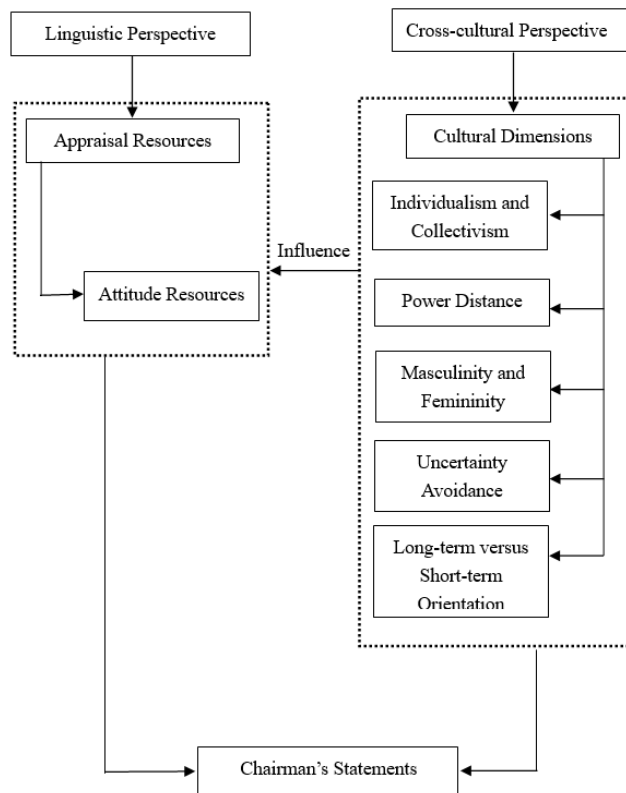 Linguistic Perspective
Cross-cultural Perspective
Appraisal Resources
Cultural Dimensions
Individualism and
Collectivism
Influence
Attitude Resources
Power Distance
Masculinity and
Femininity
Uncertainty
Avoidance
Long-term versus
Short-term
Orientation
Chairman’s Statements